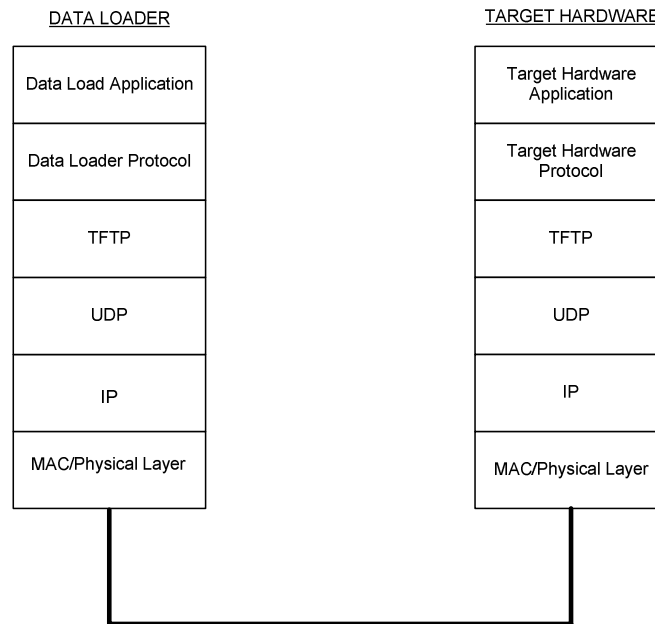 DATA LOADER
Data Load Application
Data Loader Protocol
TFTP
UDP
IP
MAC/Physical Layer
TARGET HARDWARE
Target Hardware
Application
Target Hardware
Protocol
TFTP
UDP
IP
MAC/Physical Layer